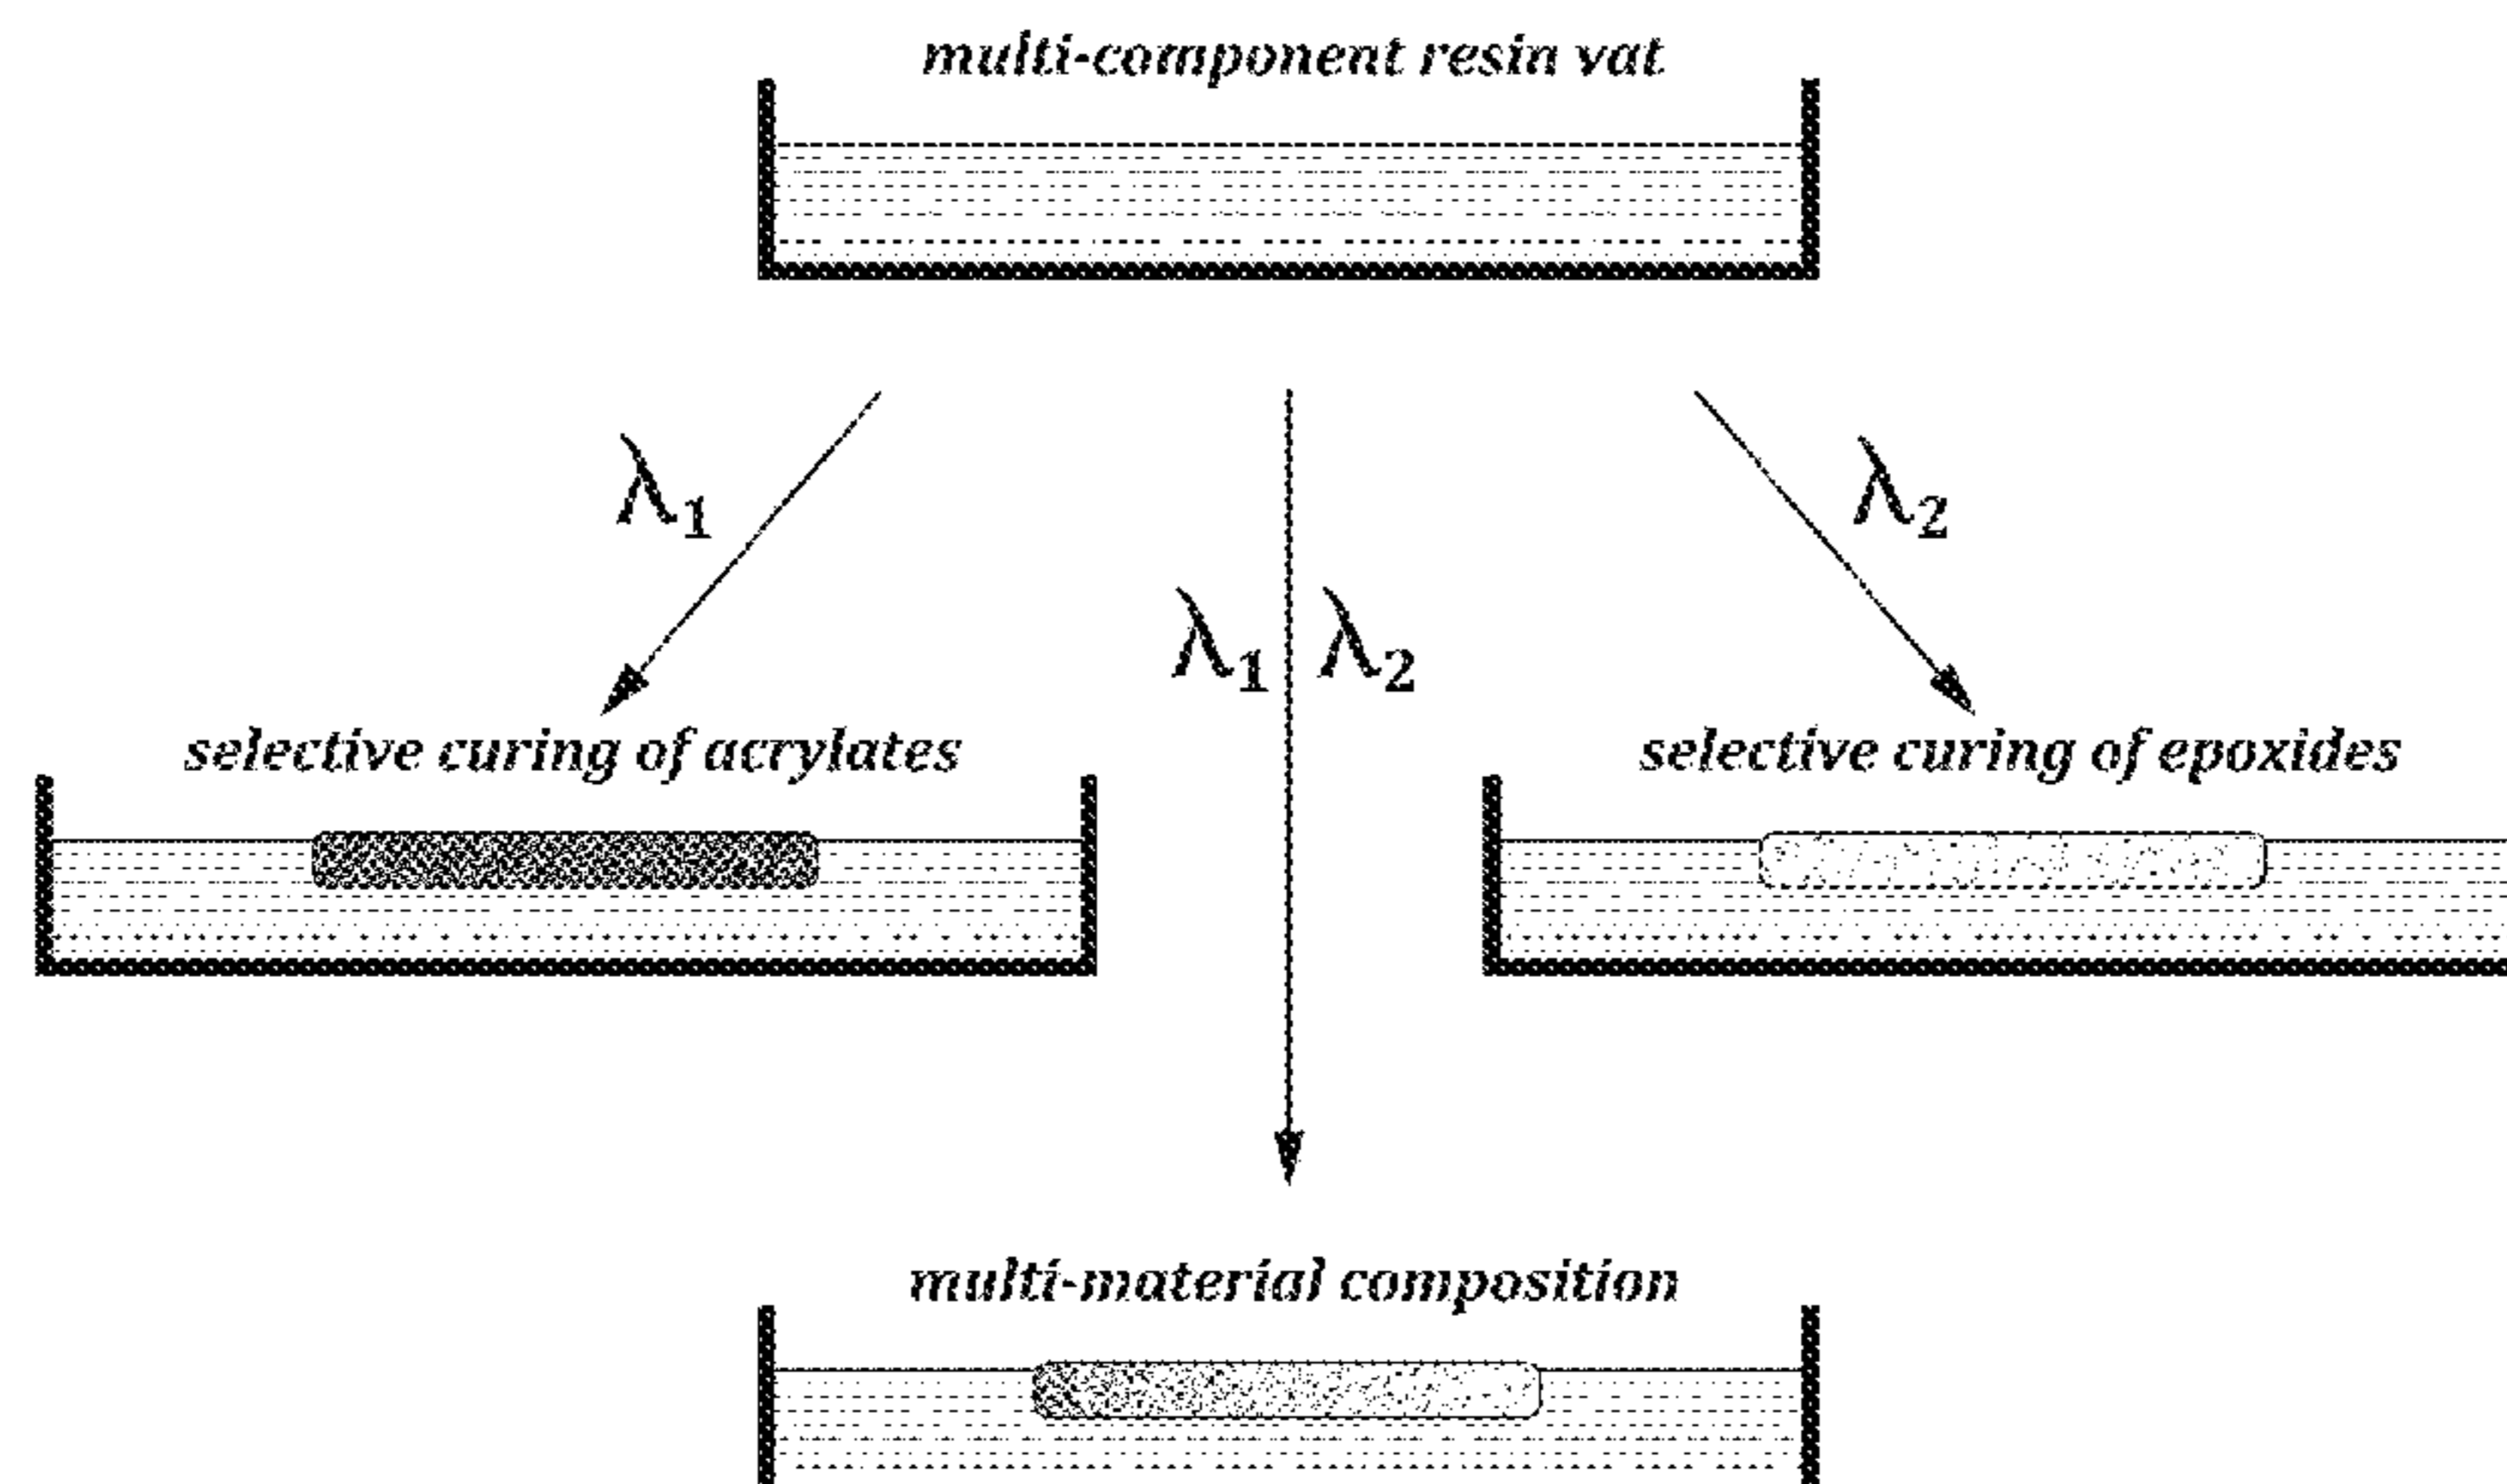 multi-component resin vat
λ₁
λ₂
λ₁ λ₂
selective curing of acrylates
selective curing of epoxides
multi-material composition